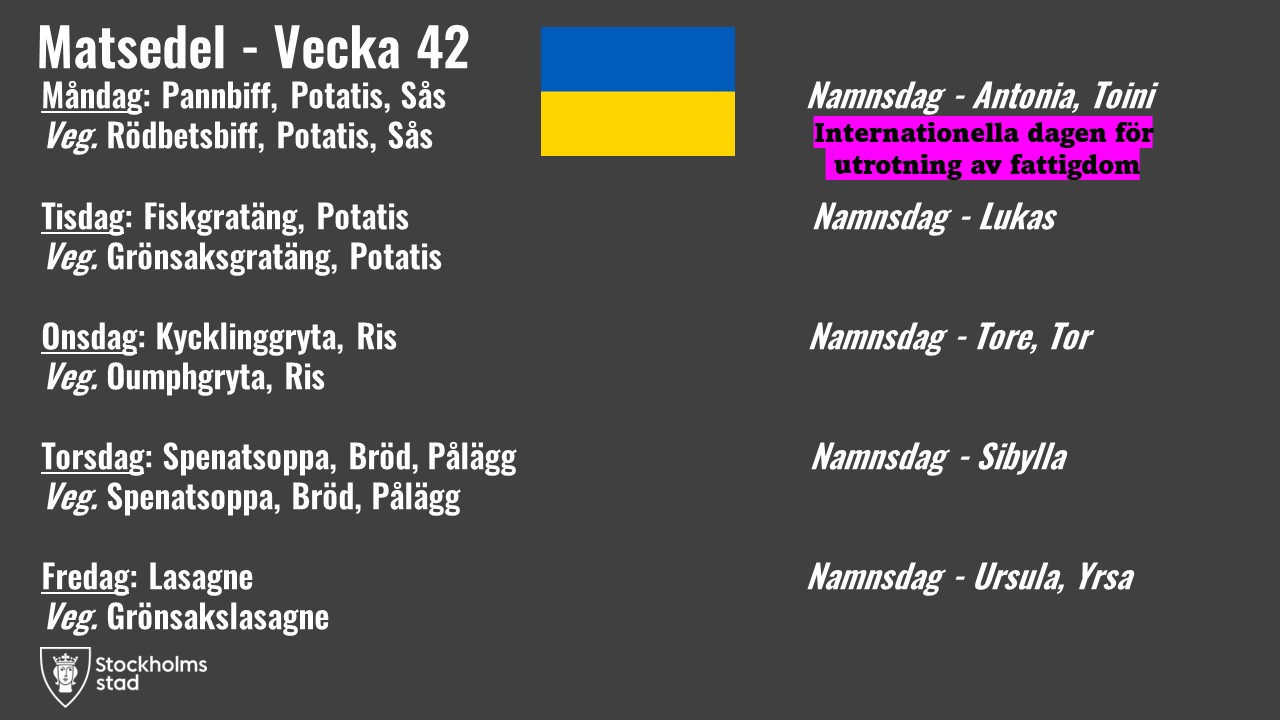 Matsedel - Vecka 42
Måndag: Pannbiff, Potatis, Sås
Veg. Rödbetsbiff, Potatis, Sås
Namnsdag - Antonia, Toini
Internationella dagen för
utrotning av fattigdom
Tisdag: Fiskgratäng, Potatis
Veg. Grönsaksgratäng, Potatis
Namnsdag - Lukas
Onsdag: Kycklinggryta, Ris
Veg. Oumphgryta, Ris
Namnsdag - Tore, Tor
Torsdag: Spenatsoppa, Bröd, Pålägg
Veg. Spenatsoppa, Bröd, Pålägg
Namnsdag - Sibylla
Fredag: Lasagne
Veg. Grönsakslasagne
Namnsdag - Ursula, Yrsa
Stockholms
stad